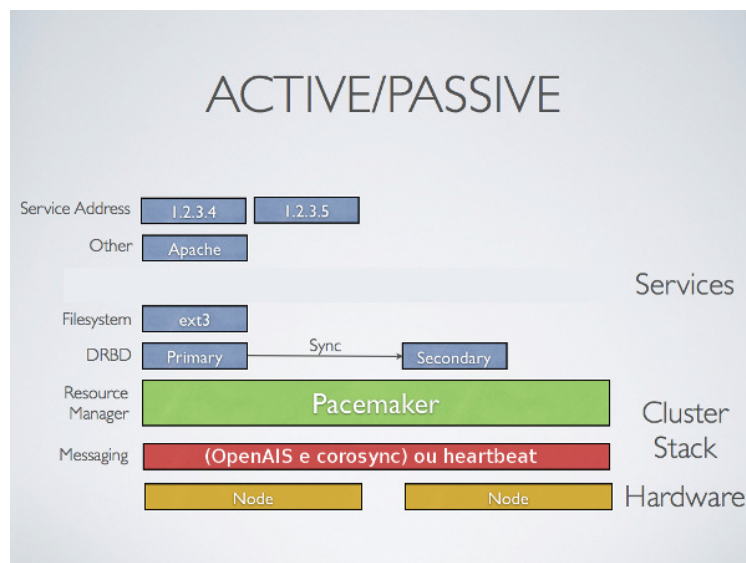 ACTIVE/PASSIVE
Service Address 1.2.3.4 1.2.3.5
Other Apache
Services
Filesystem ext3
DRBD Primary Sync Secondary
Resource
Manager
Pacemaker
Cluster
Stack
Messaging (OpenAIS e corosync) ou heartbeat
Node Node Hardware